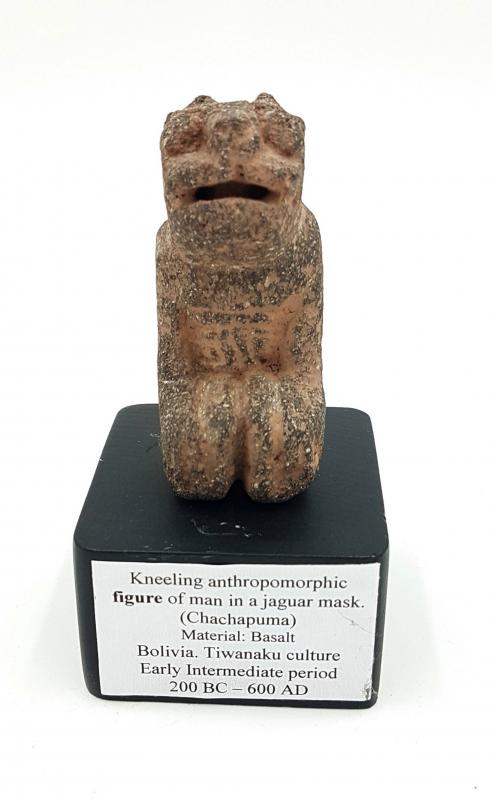 Kneeling anthropomorphic
figure of man in a jaguar mask.
(Chachapuma)
Material: Basalt
Bolivia. Tiwanaku culture
Early Intermediate period
200 BC – 600 AD